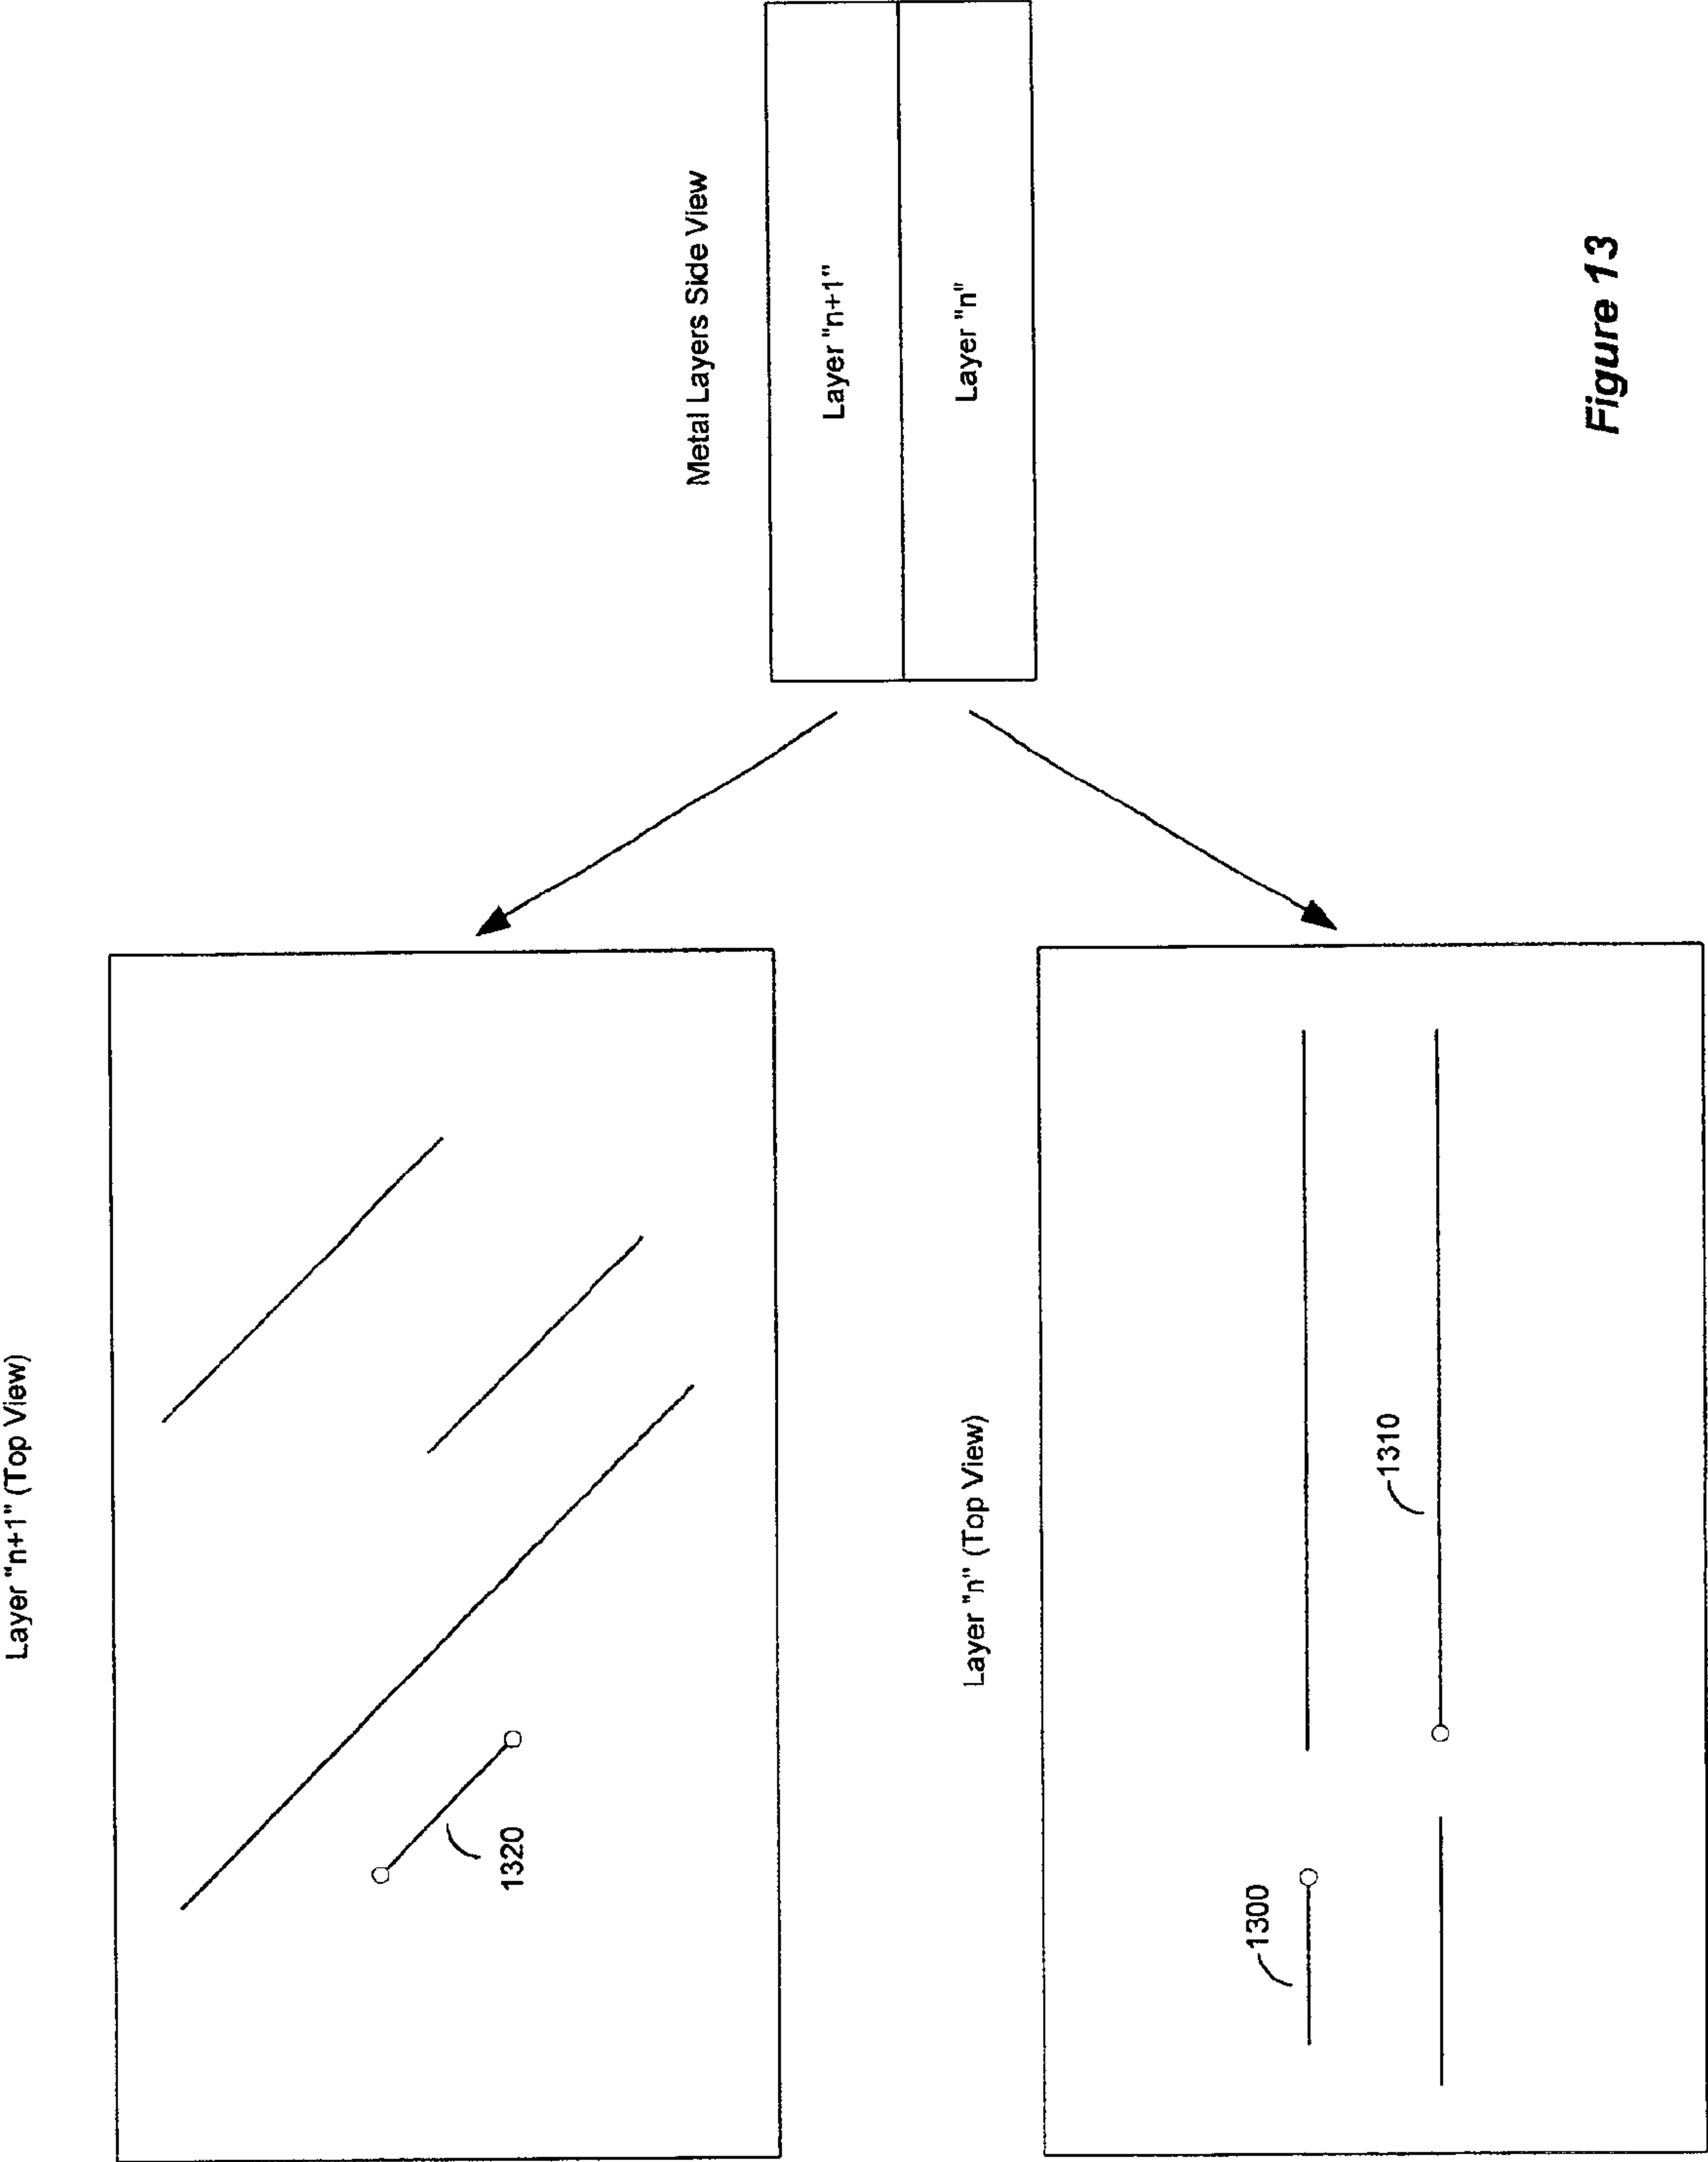 Layer "n+1" (Top View)
1320
Layer "n" (Top View)
1300
1310
Metal Layers Side View
Layer "n+1"
Layer "n"
Figure 13